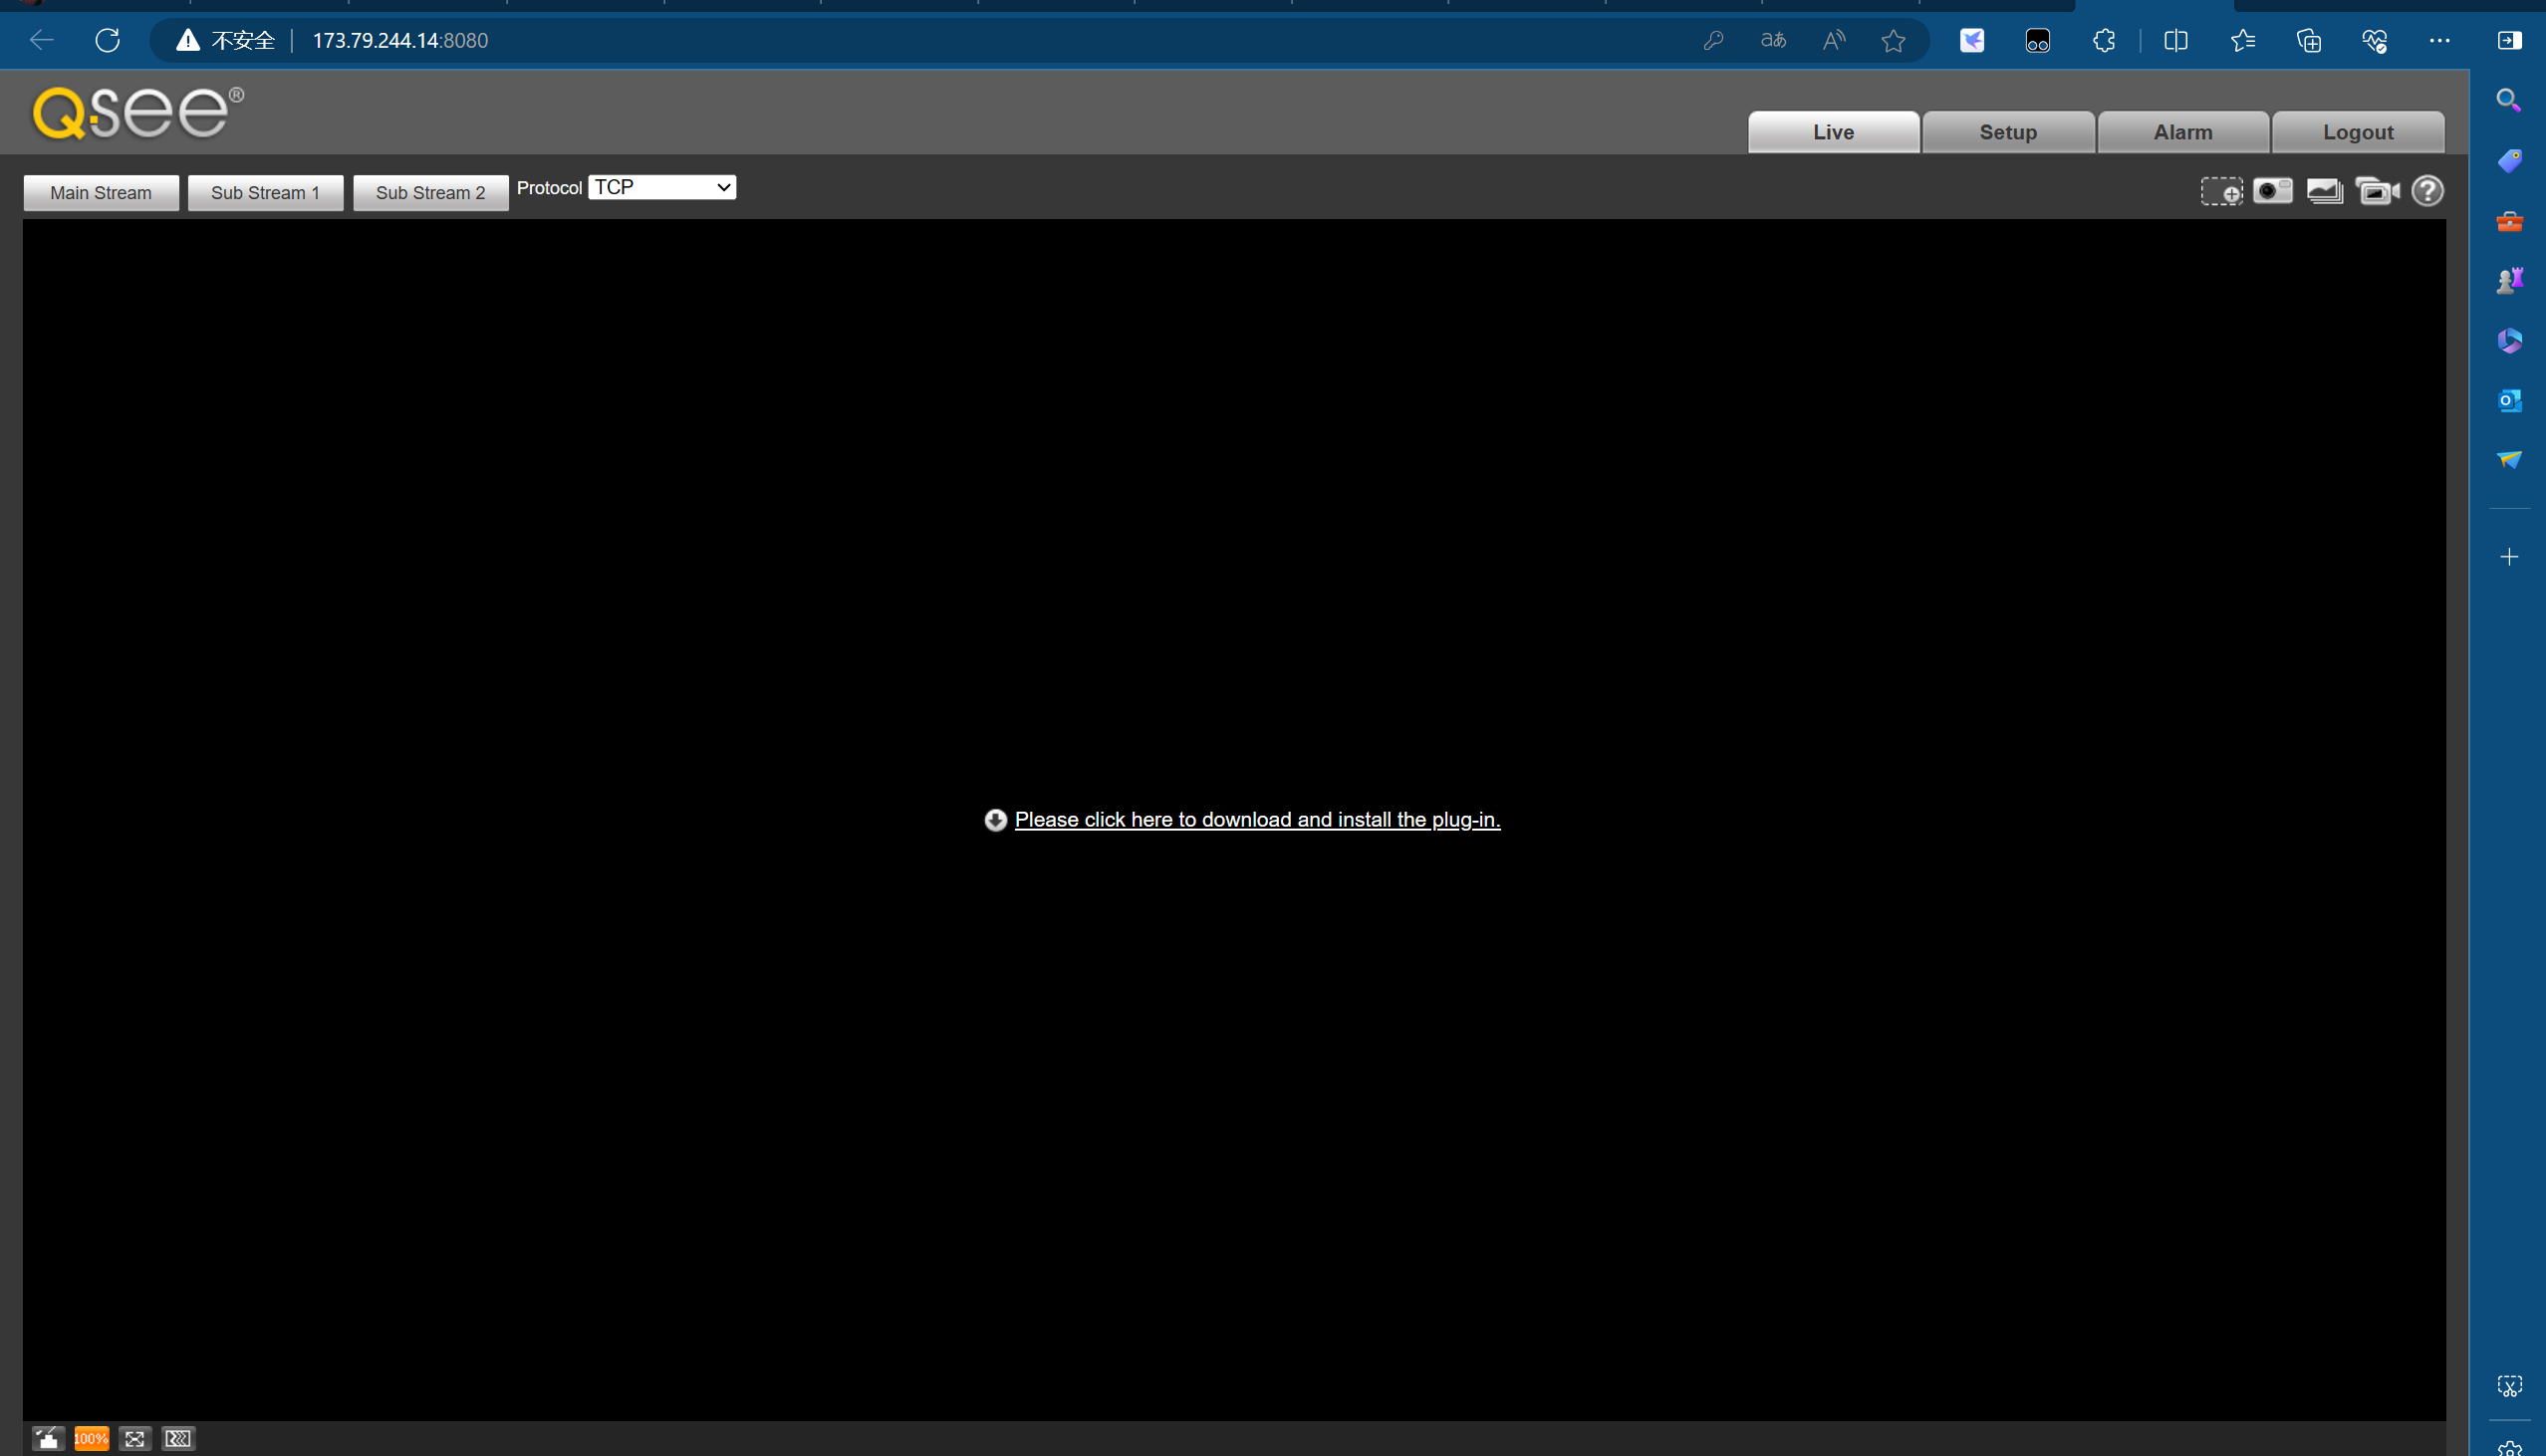 不安全
173.79.244.14:8080
Q-see®
Live
Setup
Alarm
Logout
Main Stream
Sub Stream 1
Sub Stream 2
Protocol
TCP
Please click here to download and install the plug-in.
100%